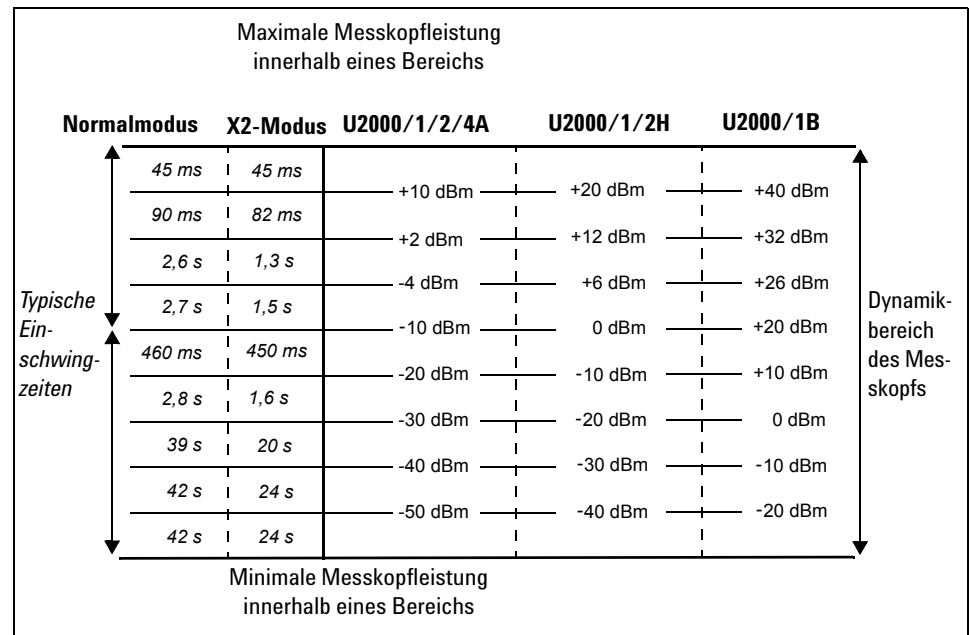 Maximale Messkopfleistung
innerhalb eines Bereichs
Normalmodus X2-Modus U2000/1/2/4A U2000/1/2H U2000/1B
45 ms 45 ms
+10 dBm +20 dBm +40 dBm
90 ms 82 ms
+2 dBm +12 dBm +32 dBm
2,6 s 1,3 s
-4 dBm +6 dBm +26 dBm
2,7 s 1,5 s
-10 dBm 0 dBm +20 dBm
460 ms 450 ms
-20 dBm -10 dBm +10 dBm
2,8 s 1,6 s
-30 dBm -20 dBm 0 dBm
39 s 20 s
-40 dBm -30 dBm -10 dBm
42 s 24 s
-50 dBm -40 dBm -20 dBm
42 s 24 s
Typische
Ein-
schwing-
zeiten
Dynamik-
bereich
des Mes-
skopfs
Minimale Messkopfleistung
innerhalb eines Bereichs